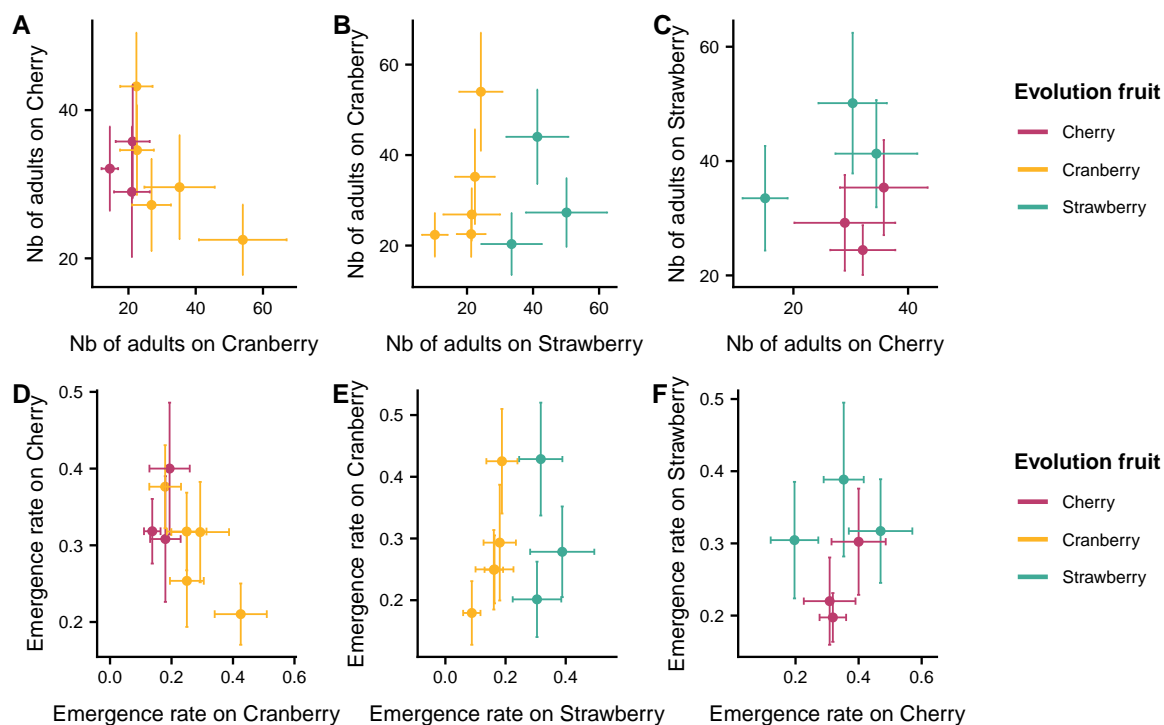 A
Nb of adults on Cherry
40
20
20
40
60
Nb of adults on Cranberry
B
Nb of adults on Cranberry
60
40
20
20
40
60
Nb of adults on Strawberry
C
Nb of adults on Strawberry
60
40
20
20
40
Nb of adults on Cherry
Evolution fruit
Cherry
Cranberry
Strawberry
D
Emergence rate on Cherry
0.5
0.4
0.3
0.2
0.0
0.2
0.4
0.6
Emergence rate on Cranberry
E
Emergence rate on Cranberry
0.5
0.4
0.3
0.2
0.0
0.2
0.4
Emergence rate on Strawberry
F
Emergence rate on Strawberry
0.5
0.4
0.3
0.2
0.2
0.4
0.6
Emergence rate on Cherry
Evolution fruit
Cherry
Cranberry
Strawberry